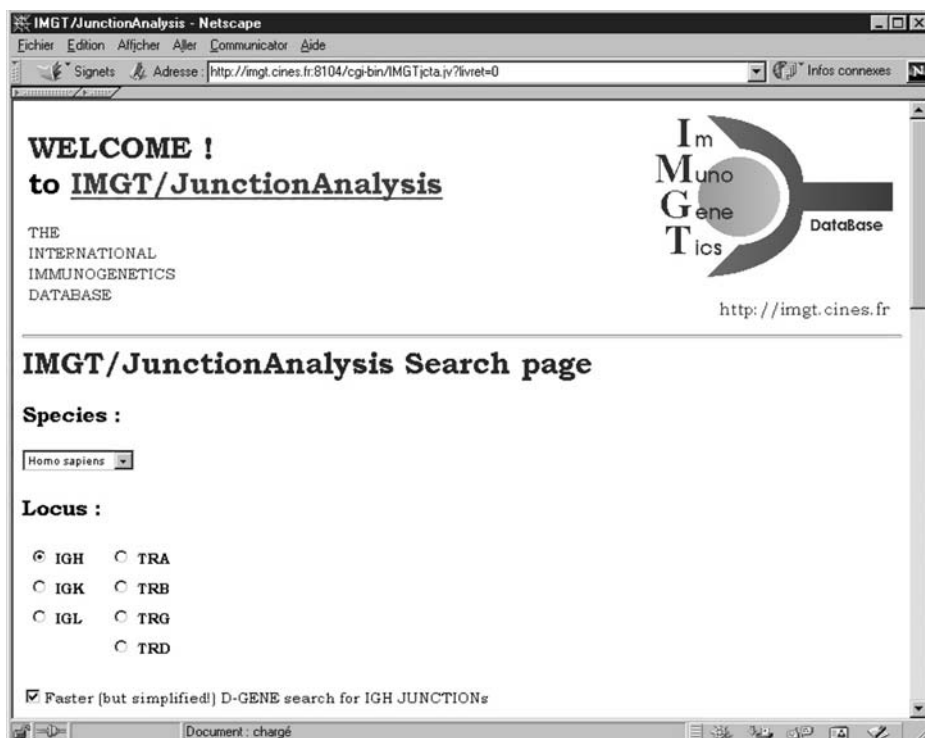 IMGT/JunctionAnalysis - Netscape
Fichier Edition Afficher Aller Communicator Aide
Signets Adresse : http://imgt.cines.fr:8104/cgi-bin/IMGTjcta.jv?livret=0 Infos connexes N
WELCOME !
to IMGT/JunctionAnalysis
THE
INTERNATIONAL
IMMUNOGENETICS
DATABASE
Im
Muno
Gene
Tics
DataBase
http://imgt.cines.fr
IMGT/JunctionAnalysis Search page
Species :
Homo sapiens
Locus :
IGH TRA
IGK TRB
IGL TRG
TRD
Faster (but simplified!) D-GENE search for IGH JUNCTIONs
Document : chargé